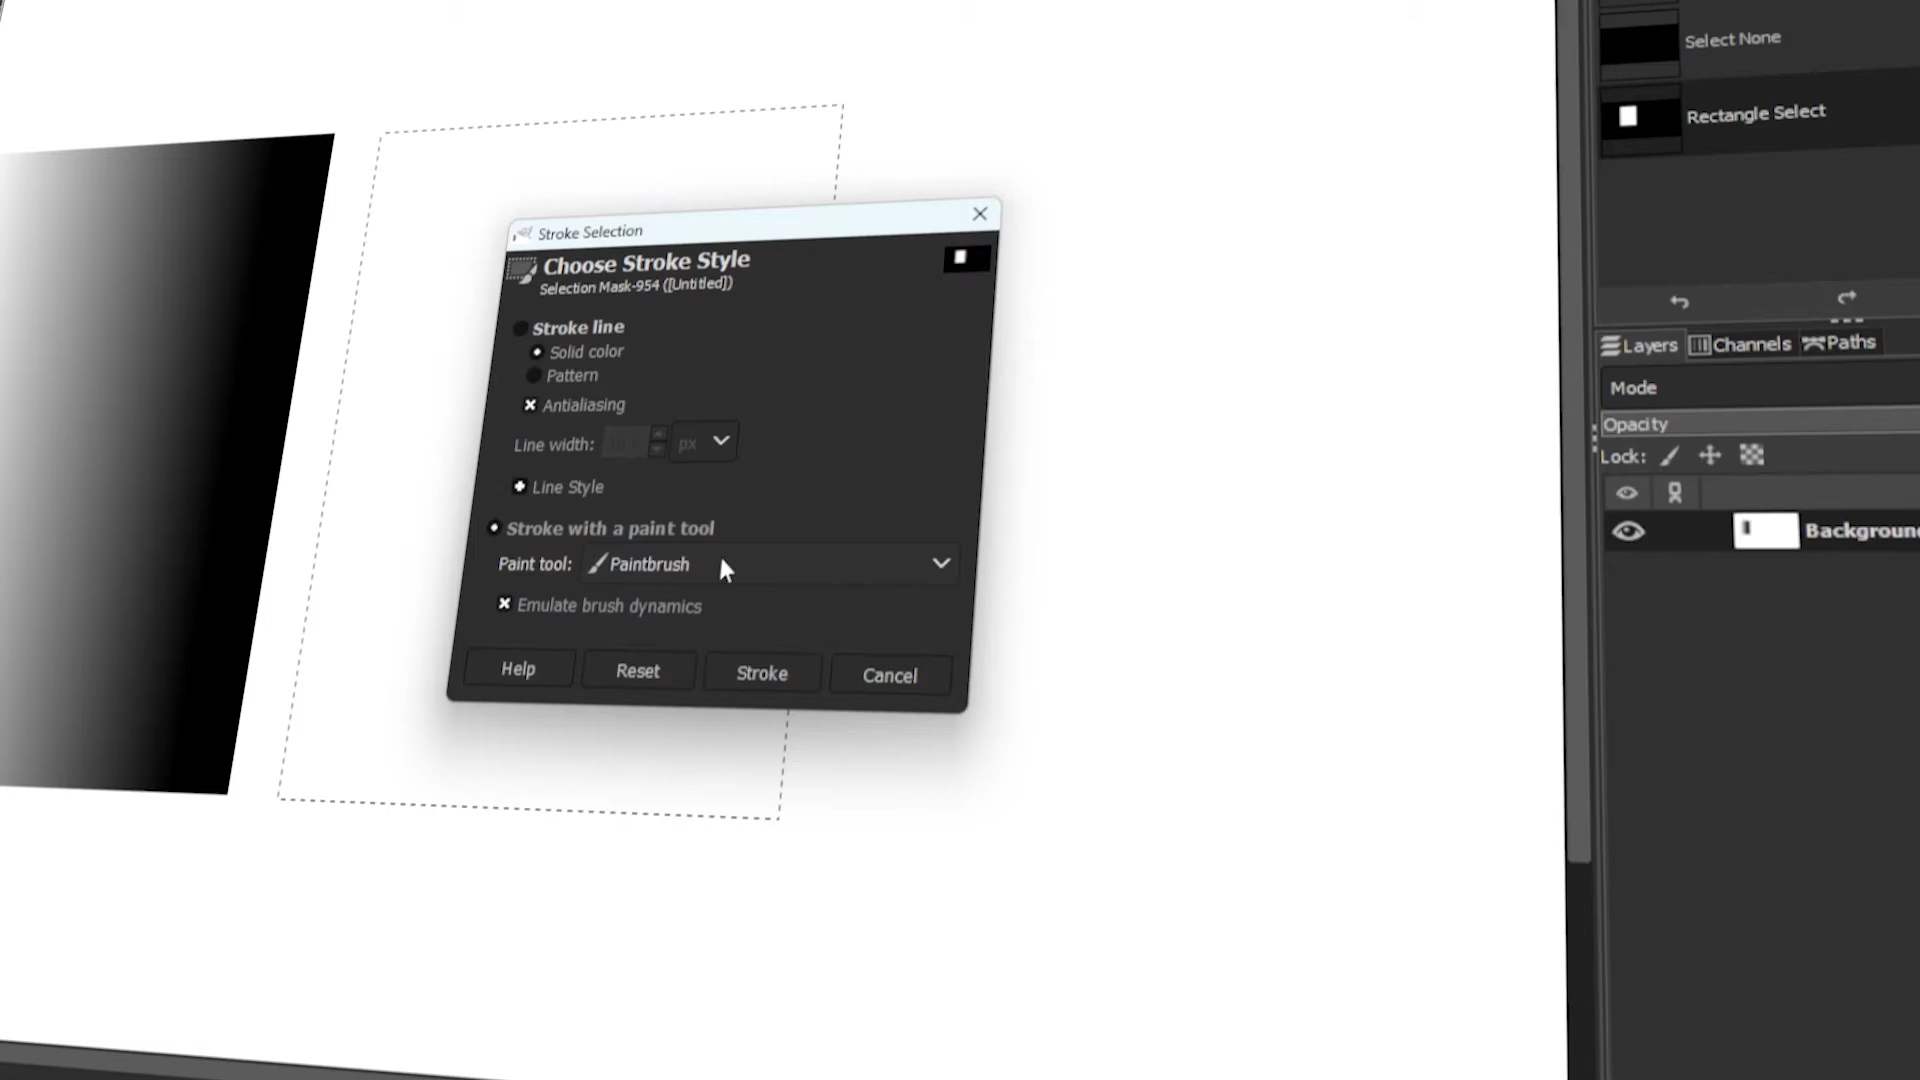 Select None
Rectangle Select
Stroke Selection
Choose Stroke Style
Selection Mask-954 ([Untitled])
Stroke line
Solid color
Pattern
Antialiasing
Line width:
px
Line Style
Stroke with a paint tool
Paint tool: Paintbrush
Emulate brush dynamics
Help Reset Stroke Cancel
Layers Channels Paths
Mode
Opacity
Lock:
Background